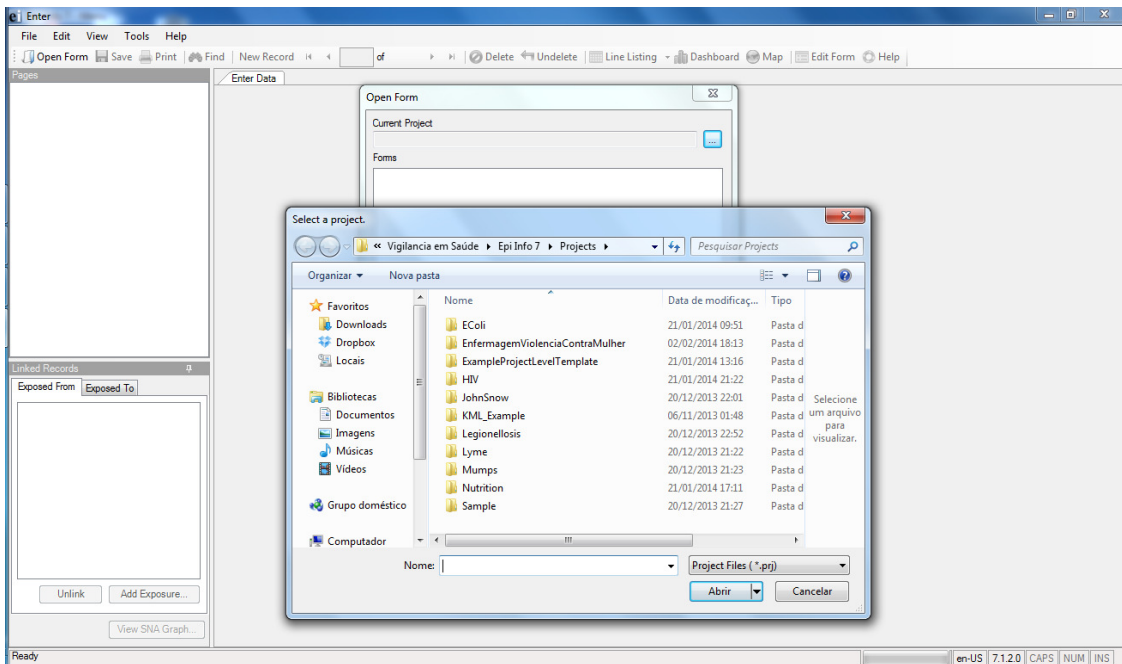 Enter
File Edit View Tools Help
Open Form Save Print Find New Record of Delete Undelete Line Listing Dashboard Map Edit Form Help
Pages
Enter Data
Open Form
Current Project
...
Forms
Select a project.
« Vigilancia em Saúde Epi Info 7 Projects Pesquisar Projects
Organizar Nova pasta
Favoritos
Downloads
Dropbox
Locais
Bibliotecas
Documentos
Imagens
Músicas
Vídeos
Grupo doméstico
Computador
Nome Data de modificaç... Tipo
EColi 21/01/2014 09:51 Pasta d
EnfermagemViolenciaContraMulher 02/02/2014 18:13 Pasta d
ExampleProjectLevelTemplate 21/01/2014 13:16 Pasta d
HIV 21/01/2014 21:22 Pasta d
JohnSnow 20/12/2013 22:01 Pasta d
KML_Example 06/11/2013 01:48 Pasta d
Legionellosis 20/12/2013 22:52 Pasta d
Lyme 20/12/2013 21:22 Pasta d
Mumps 20/12/2013 21:23 Pasta d
Nutrition 21/01/2014 17:11 Pasta d
Sample 20/12/2013 21:27 Pasta d
Selecione
um arquivo
para
visualizar.
Nome: Project Files ( *.prj)
Abrir Cancelar
Linked Records
Exposed From Exposed To
Unlink Add Exposure...
View SNA Graph...
Ready en-US 7.1.2.0 CAPS NUM INS